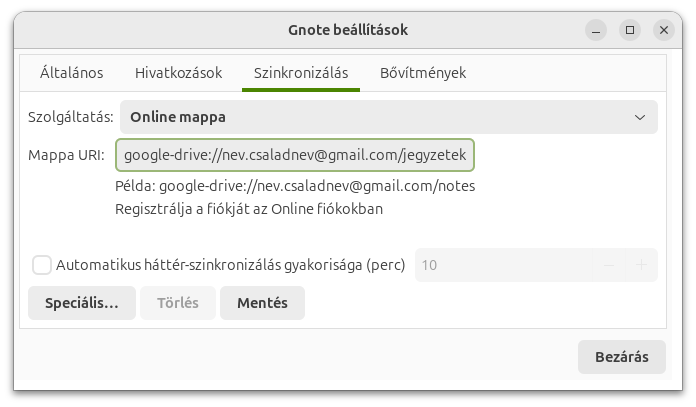 Gnote beállítások
Általános Hivatkozások Szinkronizálás Bővítmények
Szolgáltatás: Online mappa
Mappa URI: google-drive://nev.csaladnev@gmail.com/jegyzetek
Példa: google-drive://nev.csaladnev@gmail.com/notes
Regisztrálja a fiókját az Online fiókokban
Automatikus háttér-szinkronizálás gyakorisága (perc) 10
Speciális… Törlés Mentés
Bezárás